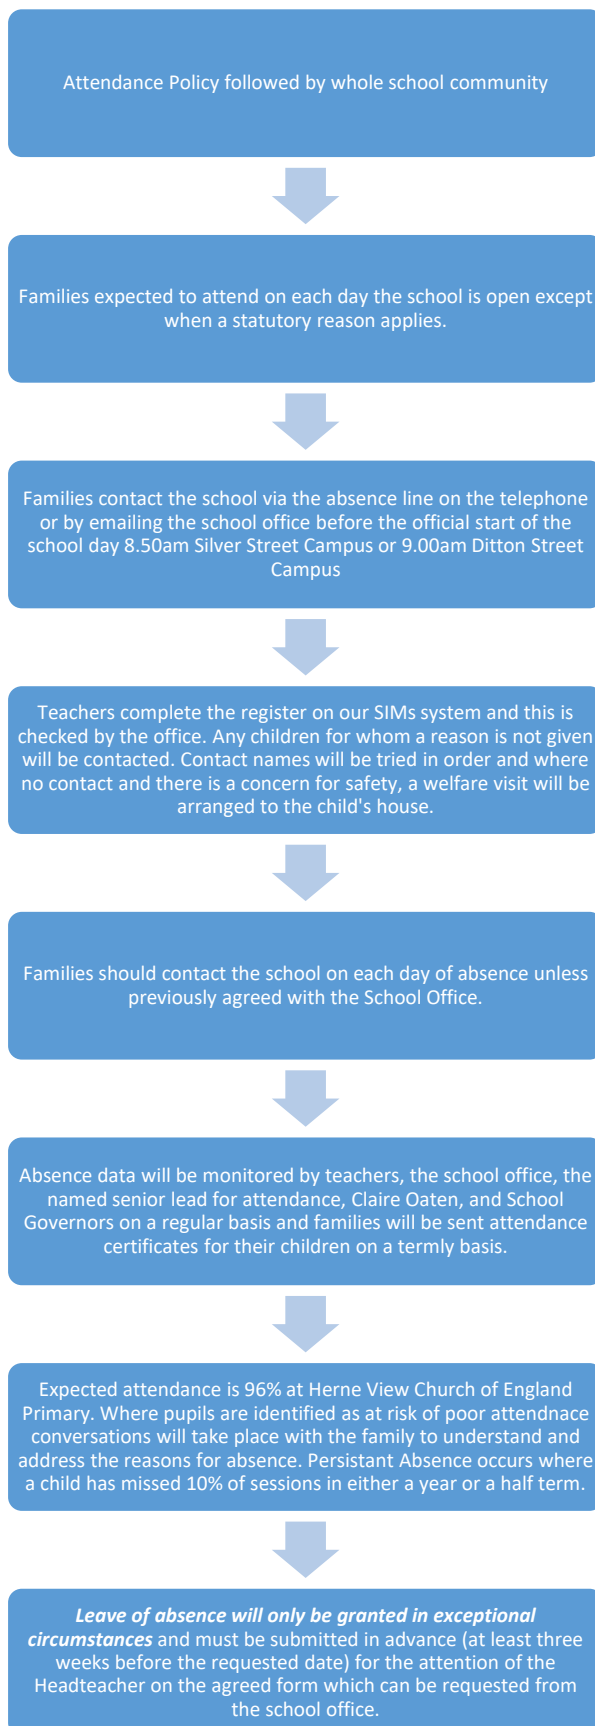 Attendance Policy followed by whole school community
Families expected to attend on each day the school is open except
when a statutory reason applies.
Families contact the school via the absence line on the telephone
or by emailing the school office before the official start of the
school day 8.50am Silver Street Campus or 9.00am Ditton Street
Campus
Teachers complete the register on our SIMs system and this is
checked by the office. Any children for whom a reason is not given
will be contacted. Contact names will be tried in order and where
no contact and there is a concern for safety, a welfare visit will be
arranged to the child's house.
Families should contact the school on each day of absence unless
previously agreed with the School Office.
Absence data will be monitored by teachers, the school office, the
named senior lead for attendance, Claire Oaten, and School
Governors on a regular basis and families will be sent attendance
certificates for their children on a termly basis.
Expected attendance is 96% at Herne View Church of England
Primary. Where pupils are identified as at risk of poor attendnace
conversations will take place with the family to understand and
address the reasons for absence. Persistant Absence occurs where
a child has missed 10% of sessions in either a year or a half term.
Leave of absence will only be granted in exceptional
circumstances and must be submitted in advance (at least three
weeks before the requested date) for the attention of the
Headteacher on the agreed form which can be requested from
the school office.